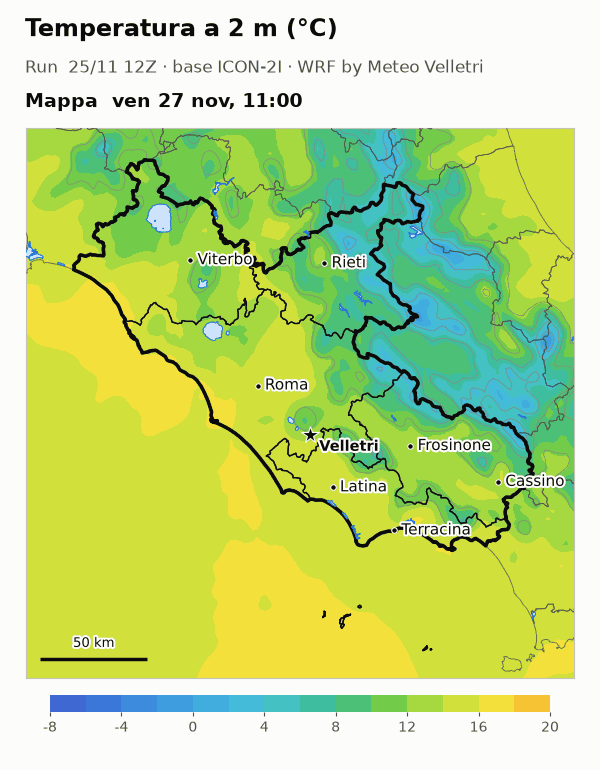 Temperatura a 2 m (°C)
Run  25/11 12Z · base ICON-2I · WRF by Meteo Velletri
Mappa  ven 27 nov, 11:00
Viterbo
Rieti
Roma
Velletri
Frosinone
Cassino
Latina
Terracina
50 km
-8 -4 0 4 8 12 16 20